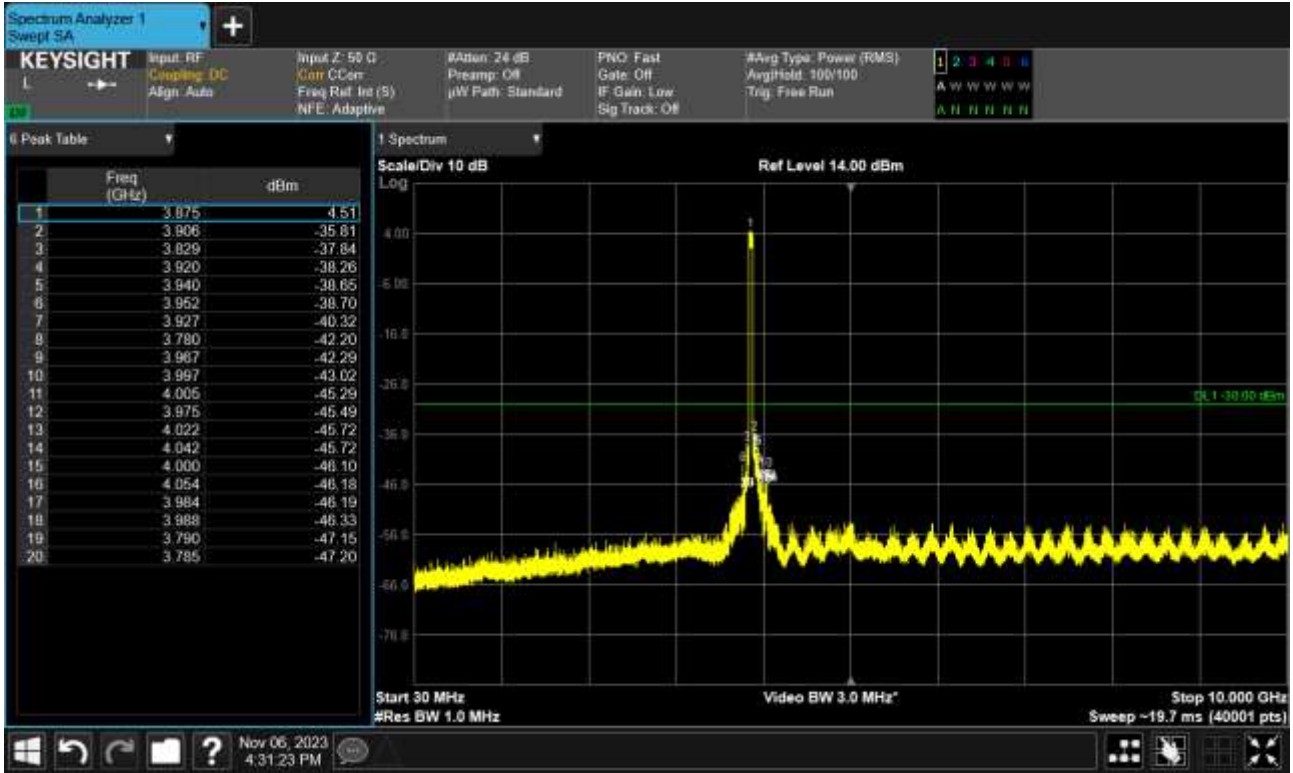 Spectrum Analyzer 1
Swept SA
+
KEYSIGHT
L
Input: RF
Coupling: DC
Align: Auto
Input Z: 50 Ω
Corr CCorr
Freq Ref: Int (S)
NFE: Adaptive
#Atten: 24 dB
Preamp: Off
µW Path: Standard
PNO: Fast
Gate: Off
IF Gain: Low
Sig Track: Off
#Avg Type: Power (RMS)
Avg|Hold: 100/100
Trig: Free Run
1 2 3 4 5 6
A W W W W W
A N N N N N
6 Peak Table
Freq (GHz) dBm
1 3.875 4.51
2 3.906 -35.81
3 3.829 -37.84
4 3.920 -38.26
5 3.940 -38.65
6 3.952 -38.70
7 3.927 -40.32
8 3.780 -42.20
9 3.967 -42.29
10 3.997 -43.02
11 4.005 -45.29
12 3.975 -45.49
13 4.022 -45.72
14 4.042 -45.72
15 4.000 -46.10
16 4.054 -46.18
17 3.984 -46.19
18 3.988 -46.33
19 3.790 -47.15
20 3.785 -47.20
1 Spectrum
Scale/Div 10 dB
Ref Level 14.00 dBm
Log
1
4.00
-6.00
-16.0
-26.0
DL1 -30.00 dBm
-36.0
-46.0
-56.0
-66.0
-76.0
Start 30 MHz
Video BW 3.0 MHz*
Stop 10.000 GHz
#Res BW 1.0 MHz
Sweep ~19.7 ms (40001 pts)
?
Nov 06, 2023
4:31:23 PM